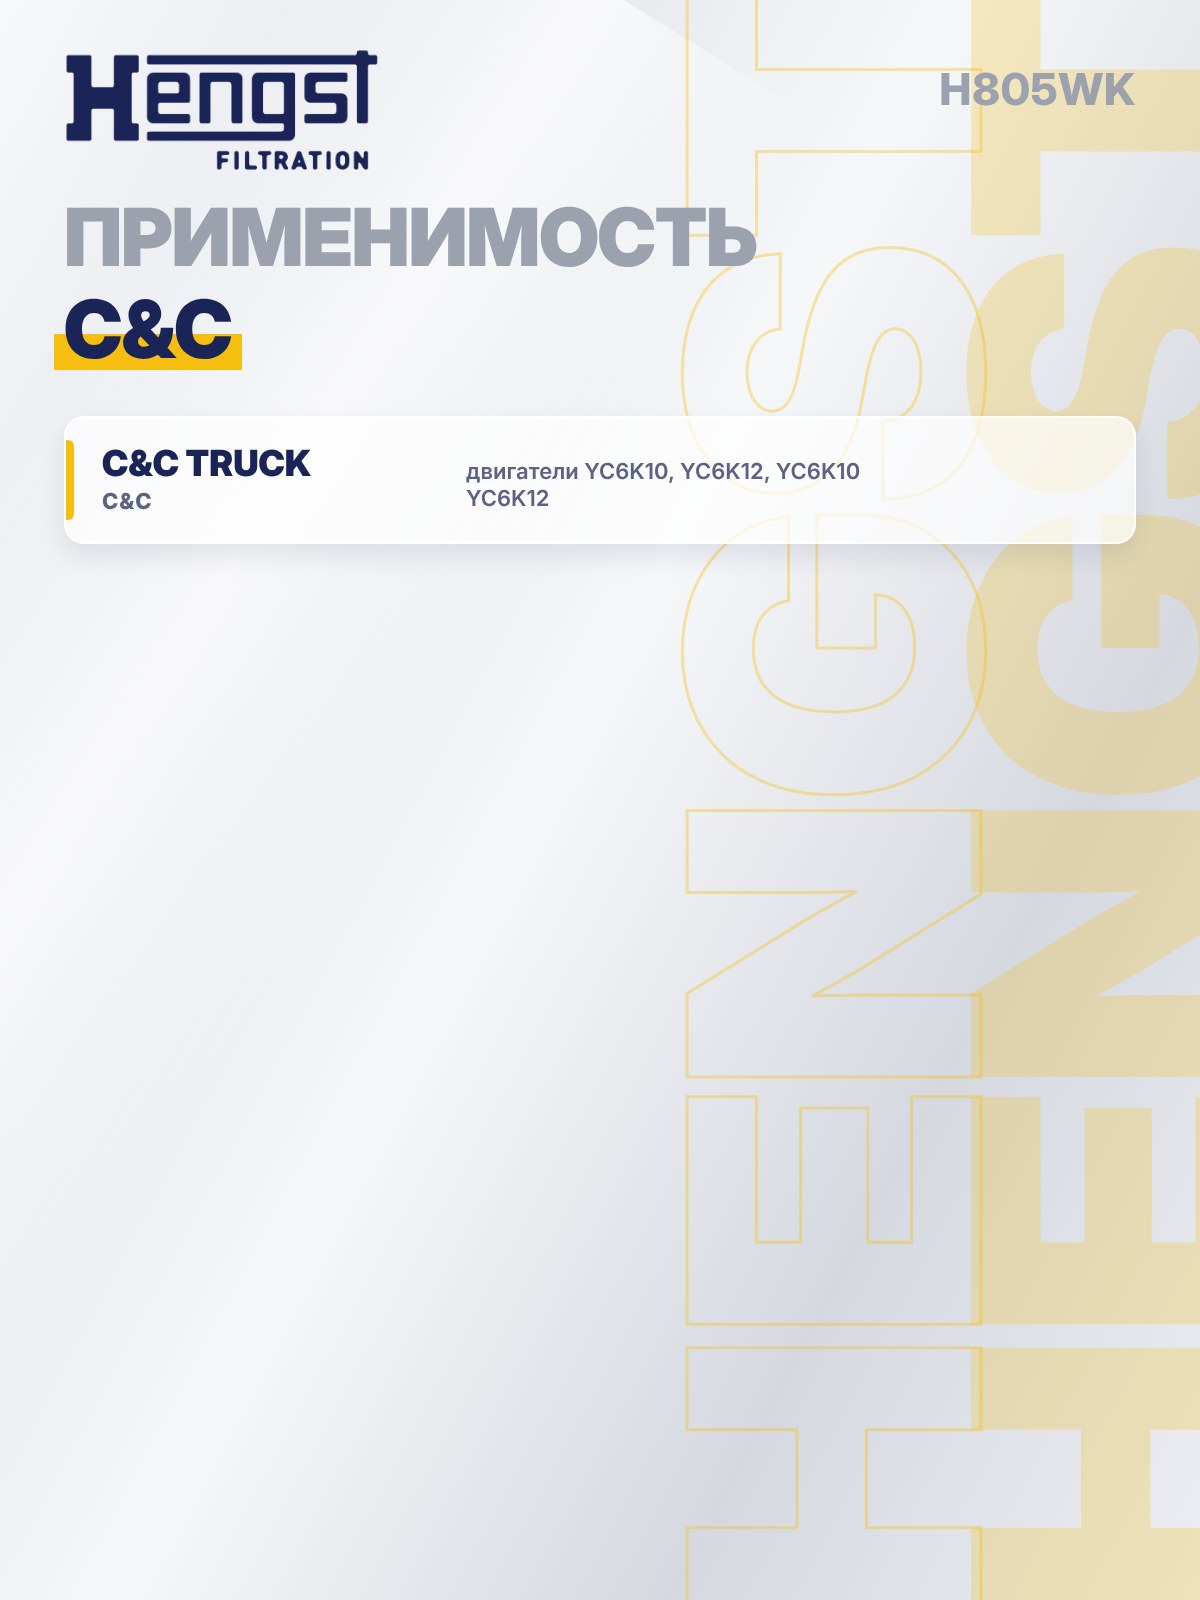 Hengst
FILTRATION
H805WK
ПРИМЕНИМОСТЬ
C&C
C&C TRUCK
C&C
двигатели YC6K10, YC6K12, YC6K10
YC6K12
HENGST
HENGST